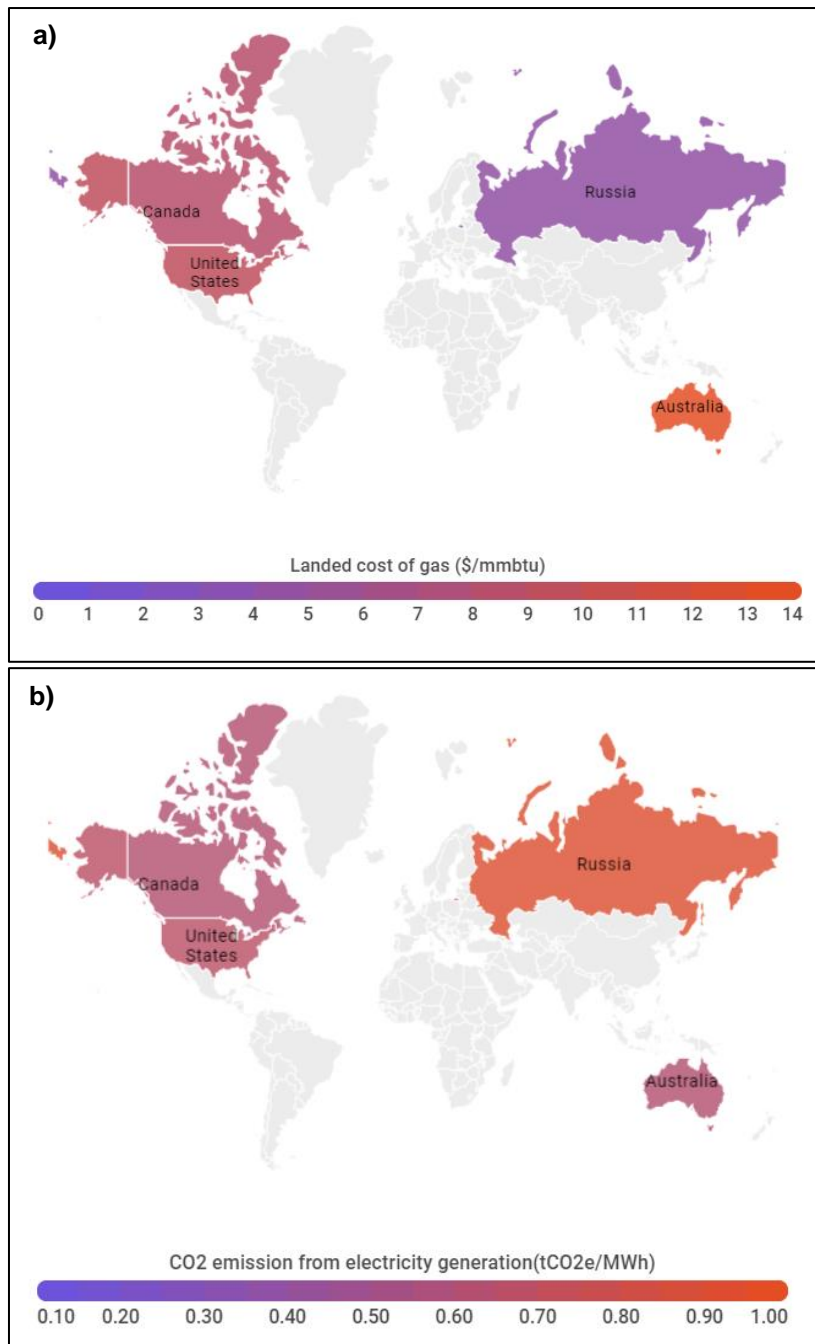 a)
Canada
Russia
United
States
Australia
Landed cost of gas ($/mmbtu)
0 1 2 3 4 5 6 7 8 9 10 11 12 13 14
b)
Canada
Russia
United
States
Australia
CO2 emission from electricity generation(tCO2e/MWh)
0.10 0.20 0.30 0.40 0.50 0.60 0.70 0.80 0.90 1.00